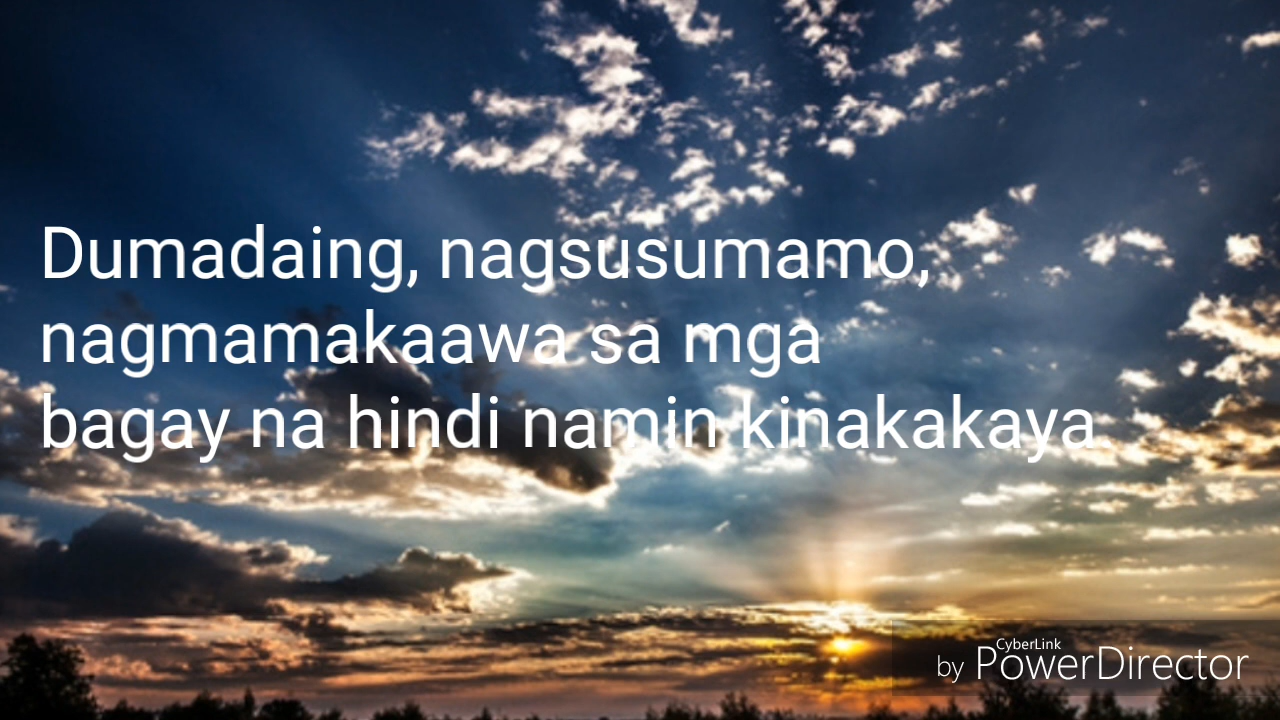 Dumadaing, nagsusumamo,
nagmamakaawa sa mga
bagay na hindi namin kinakakaya.
by CyberLink PowerDirector